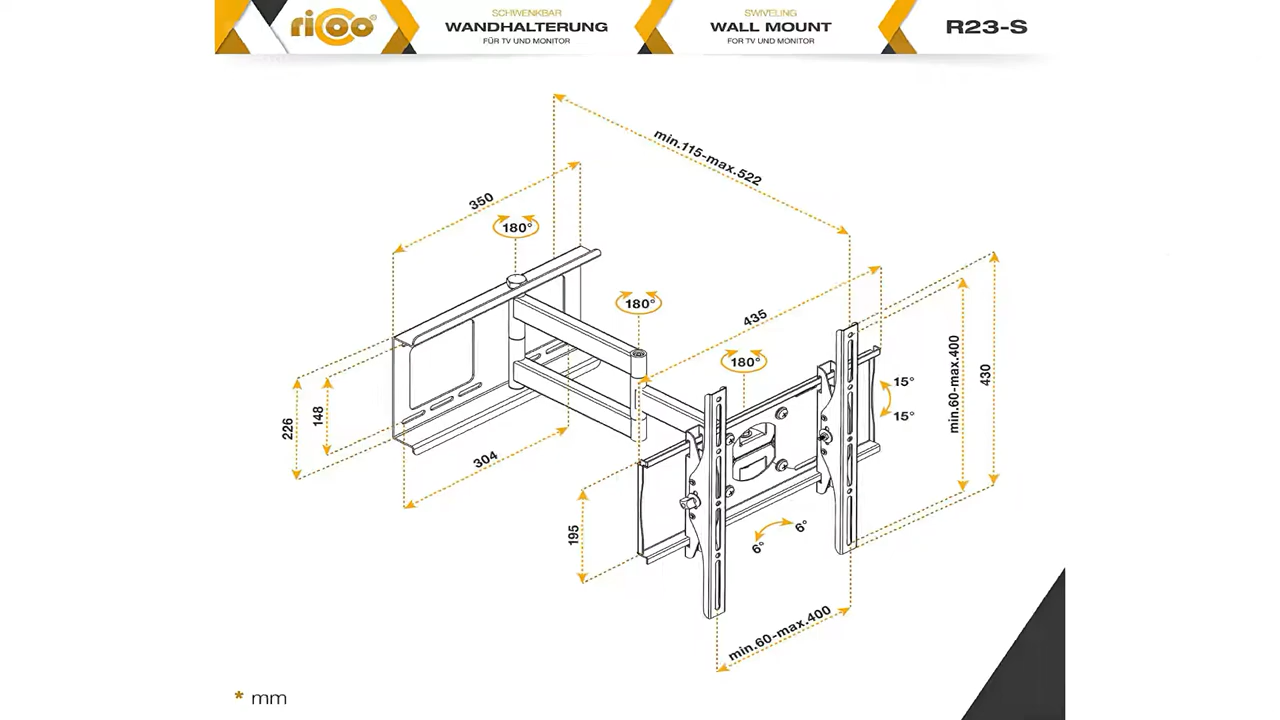 ricoo®
SCHWENKBAR
WANDHALTERUNG
FÜR TV UND MONITOR
SWIVELING
WALL MOUNT
FOR TV UND MONITOR
R23-S
min.115-max.522
350
180°
180°
435
180°
15°
15°
min.60-max.400
430
226
148
304
195
6°
6°
min.60-max.400
* mm